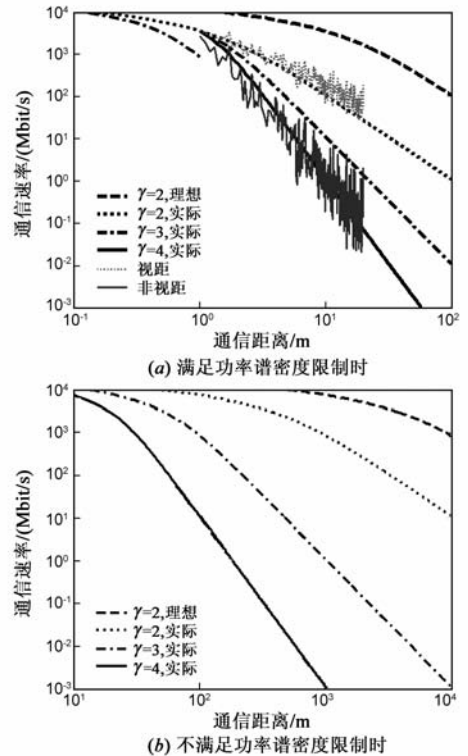 10⁴
10³
10²
10¹
10⁰
10⁻¹
10⁻²
10⁻³
通信速率/(Mbit/s)
γ=2,理想
γ=2,实际
γ=3,实际
γ=4,实际
视距
非视距
10⁻¹ 10⁰ 10¹ 10²
通信距离/m
(a) 满足功率谱密度限制时
10⁴
10³
10²
10¹
10⁰
10⁻¹
10⁻²
10⁻³
通信速率/(Mbit/s)
γ=2,理想
γ=2,实际
γ=3,实际
γ=4,实际
10¹ 10² 10³ 10⁴
通信距离/m
(b) 不满足功率谱密度限制时